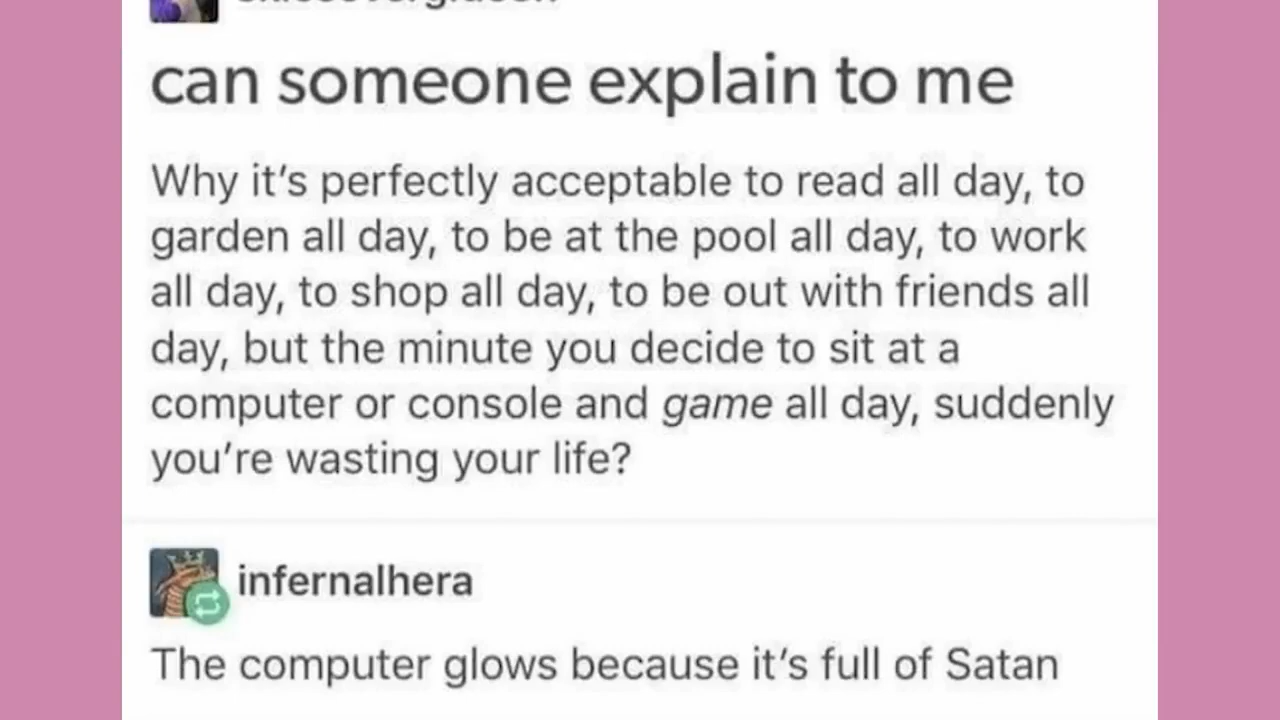 can someone explain to me
Why it’s perfectly acceptable to read all day, to
garden all day, to be at the pool all day, to work
all day, to shop all day, to be out with friends all
day, but the minute you decide to sit at a
computer or console and game all day, suddenly
you’re wasting your life?
infernalhera
The computer glows because it’s full of Satan